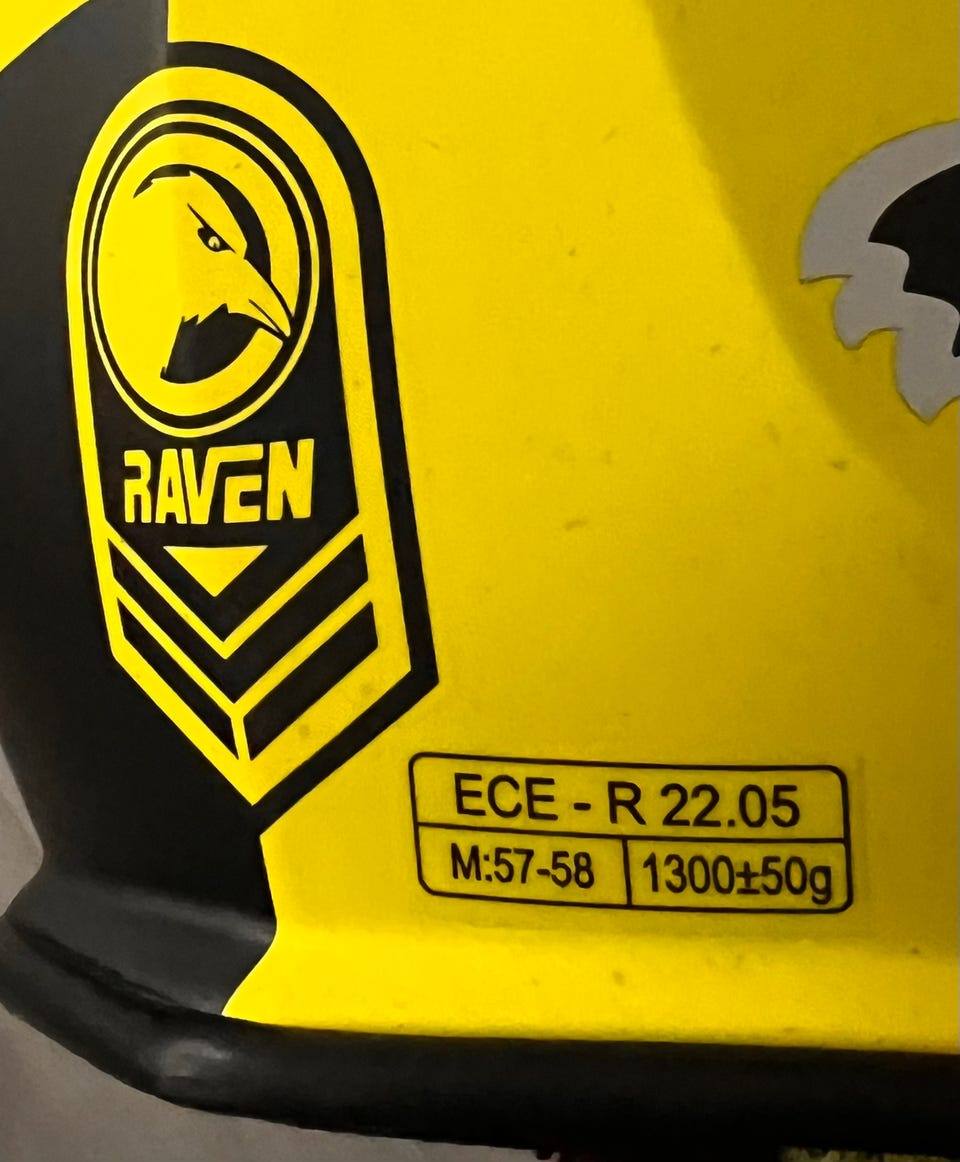 RAVEN
ECE - R 22.05
M:57-58
1300±50g